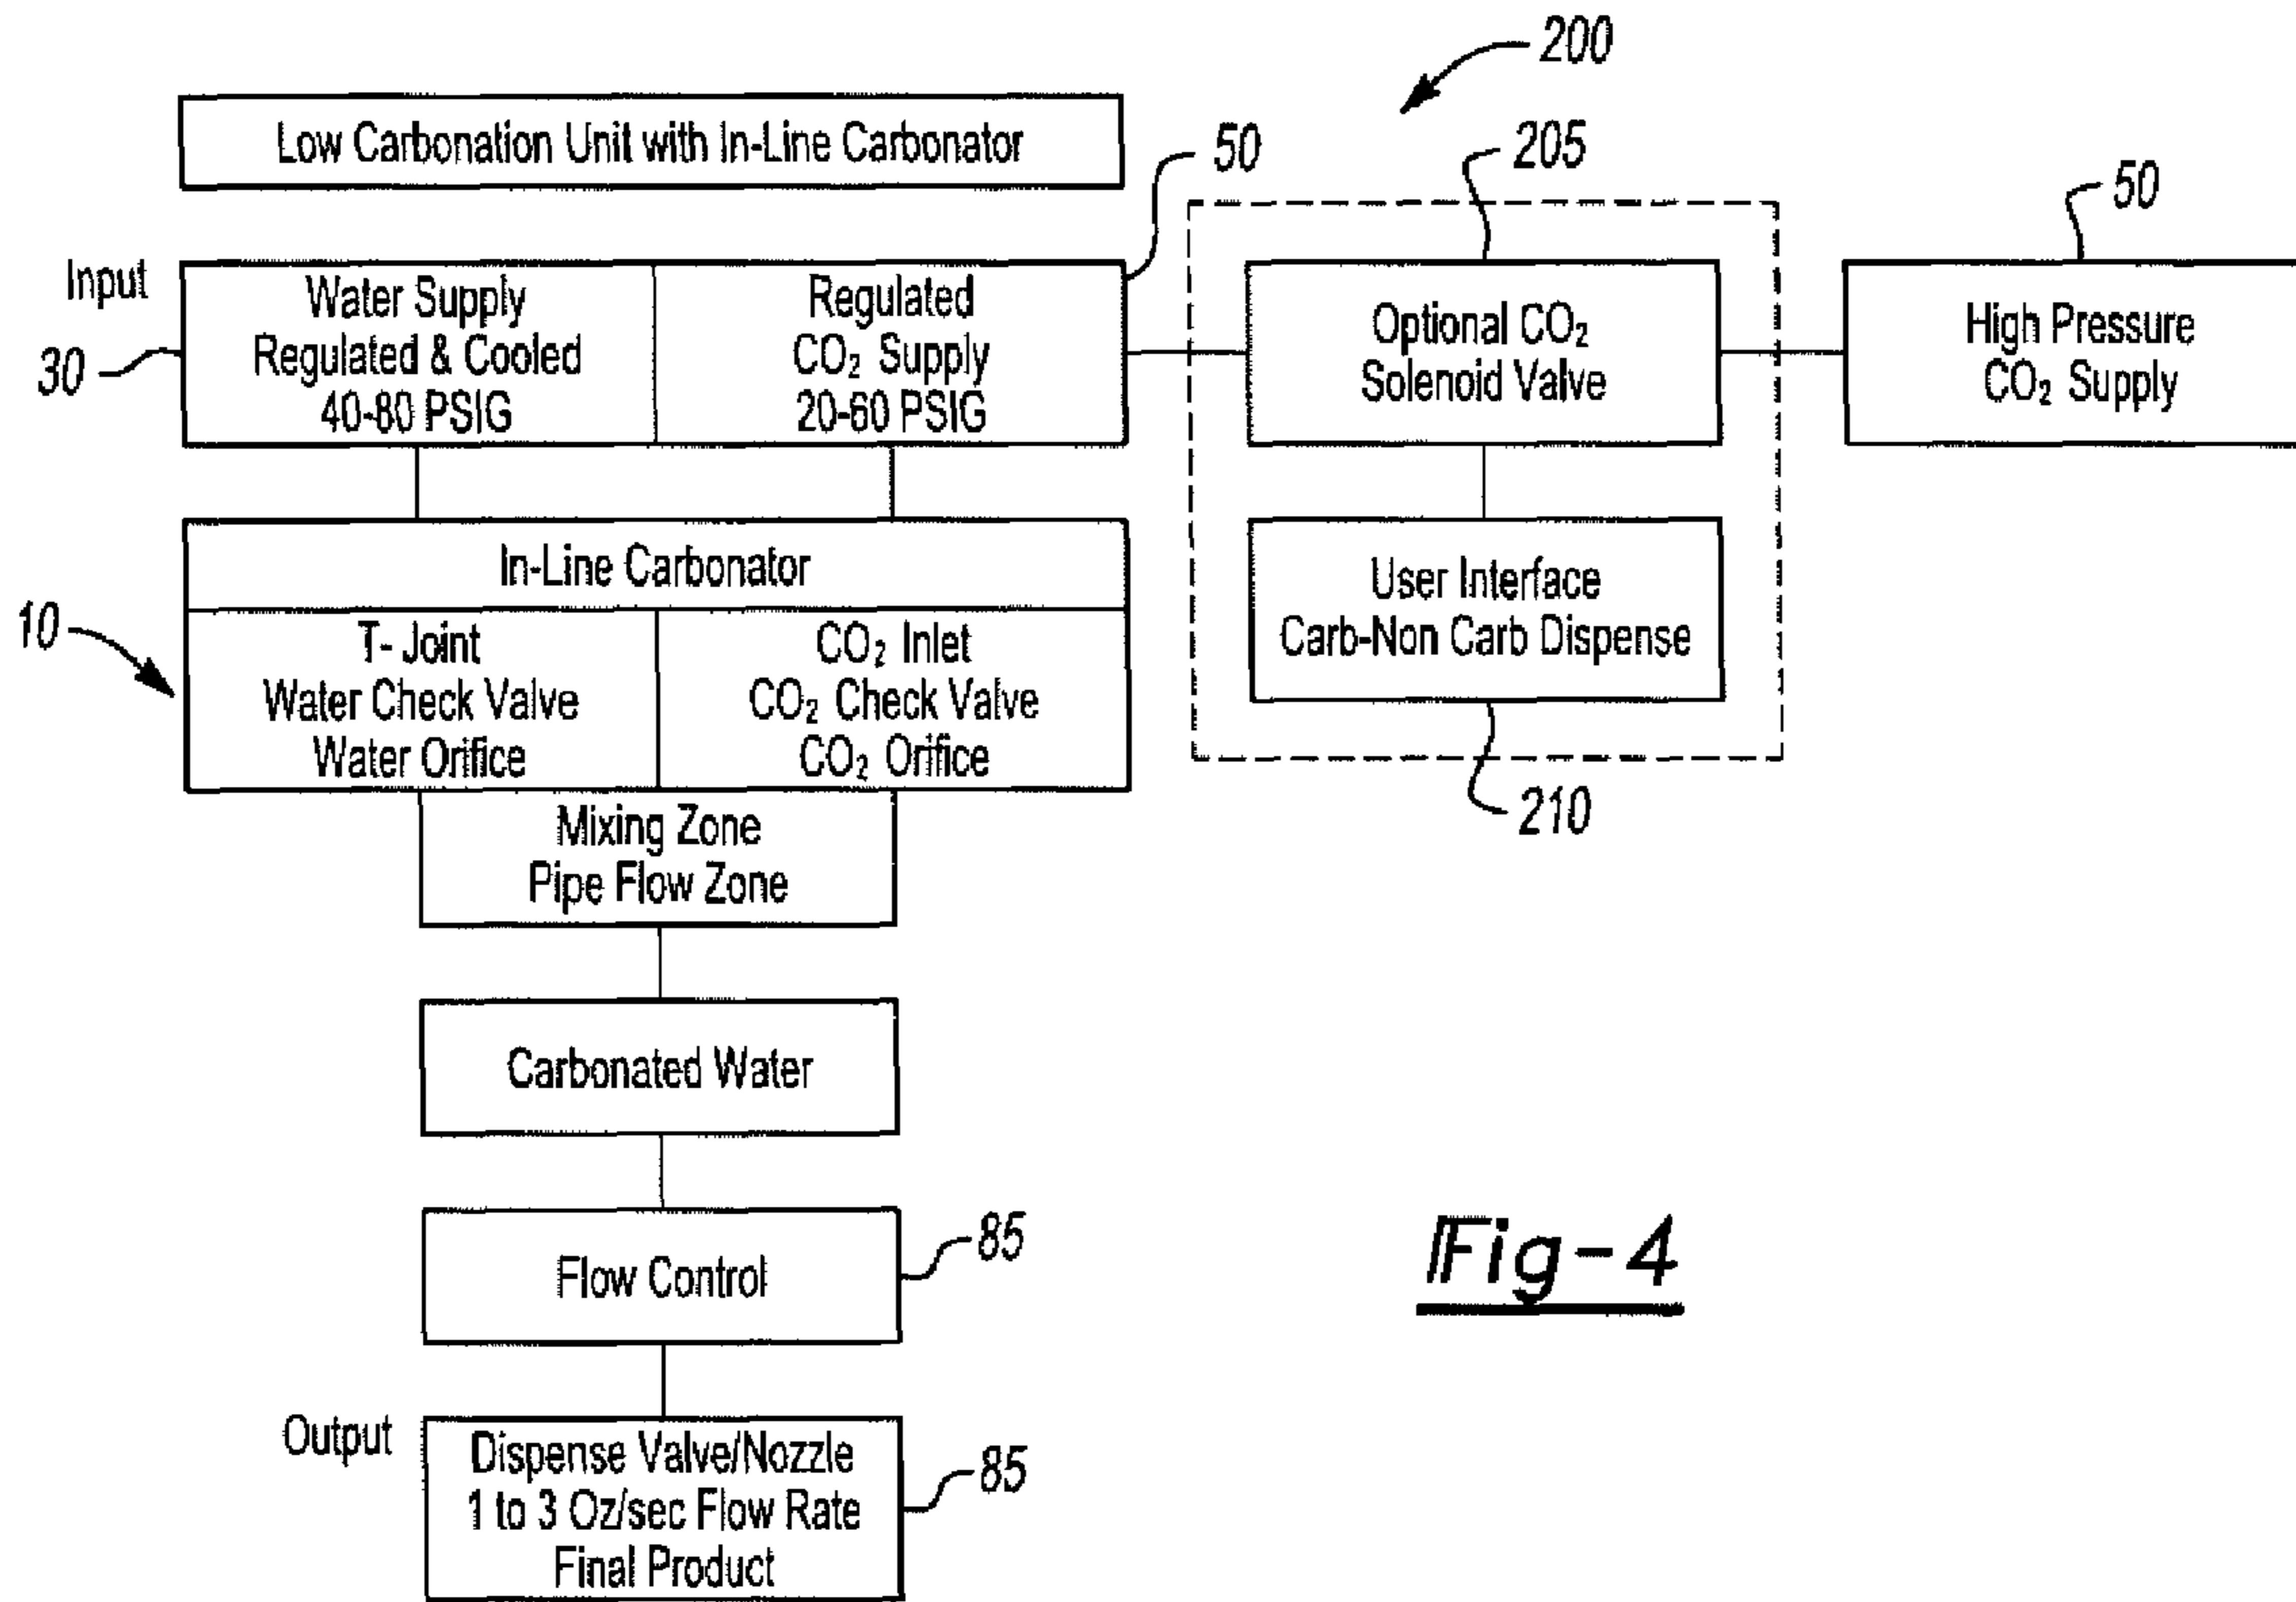 200
Low Carbonation Unit with In-Line Carbonator
50
205
50
Input
30
Water Supply
Regulated & Cooled
40-80 PSIG
Regulated
CO₂ Supply
20-60 PSIG
Optional CO₂
Solenoid Valve
High Pressure
CO₂ Supply
In-Line Carbonator
10
T- Joint
Water Check Valve
Water Orifice
CO₂ Inlet
CO₂ Check Valve
CO₂ Orifice
User Interface
Carb-Non Carb Dispense
210
Mixing Zone
Pipe Flow Zone
Carbonated Water
Flow Control
85
Fig-4
Output
Dispense Valve/Nozzle
1 to 3 Oz/sec Flow Rate
Final Product
85